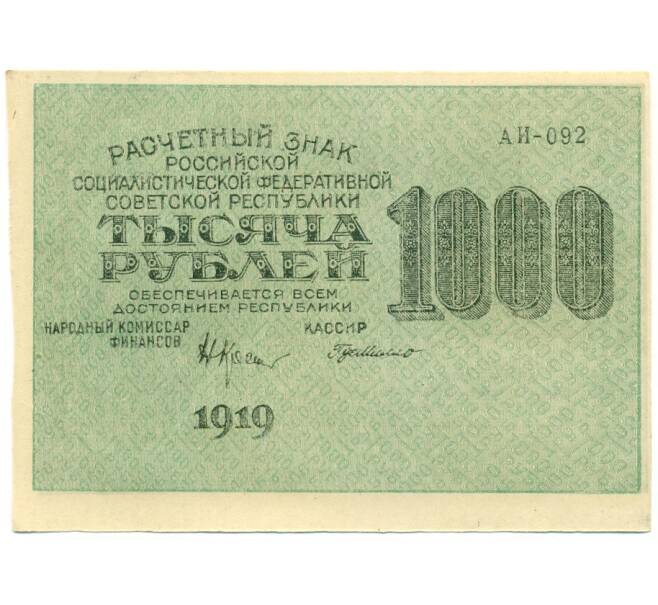 РАСЧЕТНЫЙ ЗНАК
АИ-092
РОССИЙСКОЙ
СОЦИАЛИСТИЧЕСКОЙ ФЕДЕРАТИВНОЙ
СОВЕТСКОЙ РЕСПУБЛИКИ
ТЫСЯЧА
РУБЛЕЙ
1000
ОБЕСПЕЧИВАЕТСЯ ВСЕМ
ДОСТОЯНИЕМ РЕСПУБЛИКИ
НАРОДНЫЙ КОМИССАР
ФИНАНСОВ
КАССИР
1919